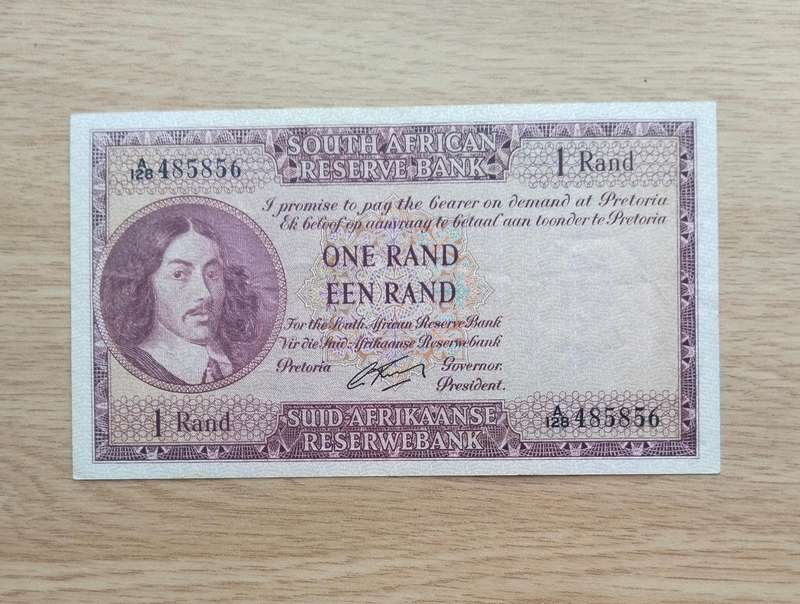 SOUTH AFRICAN
RESERVE BANK
A/128 485856
1 Rand
I promise to pay the bearer on demand at Pretoria
Ek beloof op aanvraag te betaal aan toonder te Pretoria
ONE RAND
EEN RAND
For the South African Reserve Bank
Vir die Suid-Afrikaanse Reserwebank
Pretoria
Governor.
President.
1 Rand
SUID-AFRIKAANSE
RESERWEBANK
A/128 485856